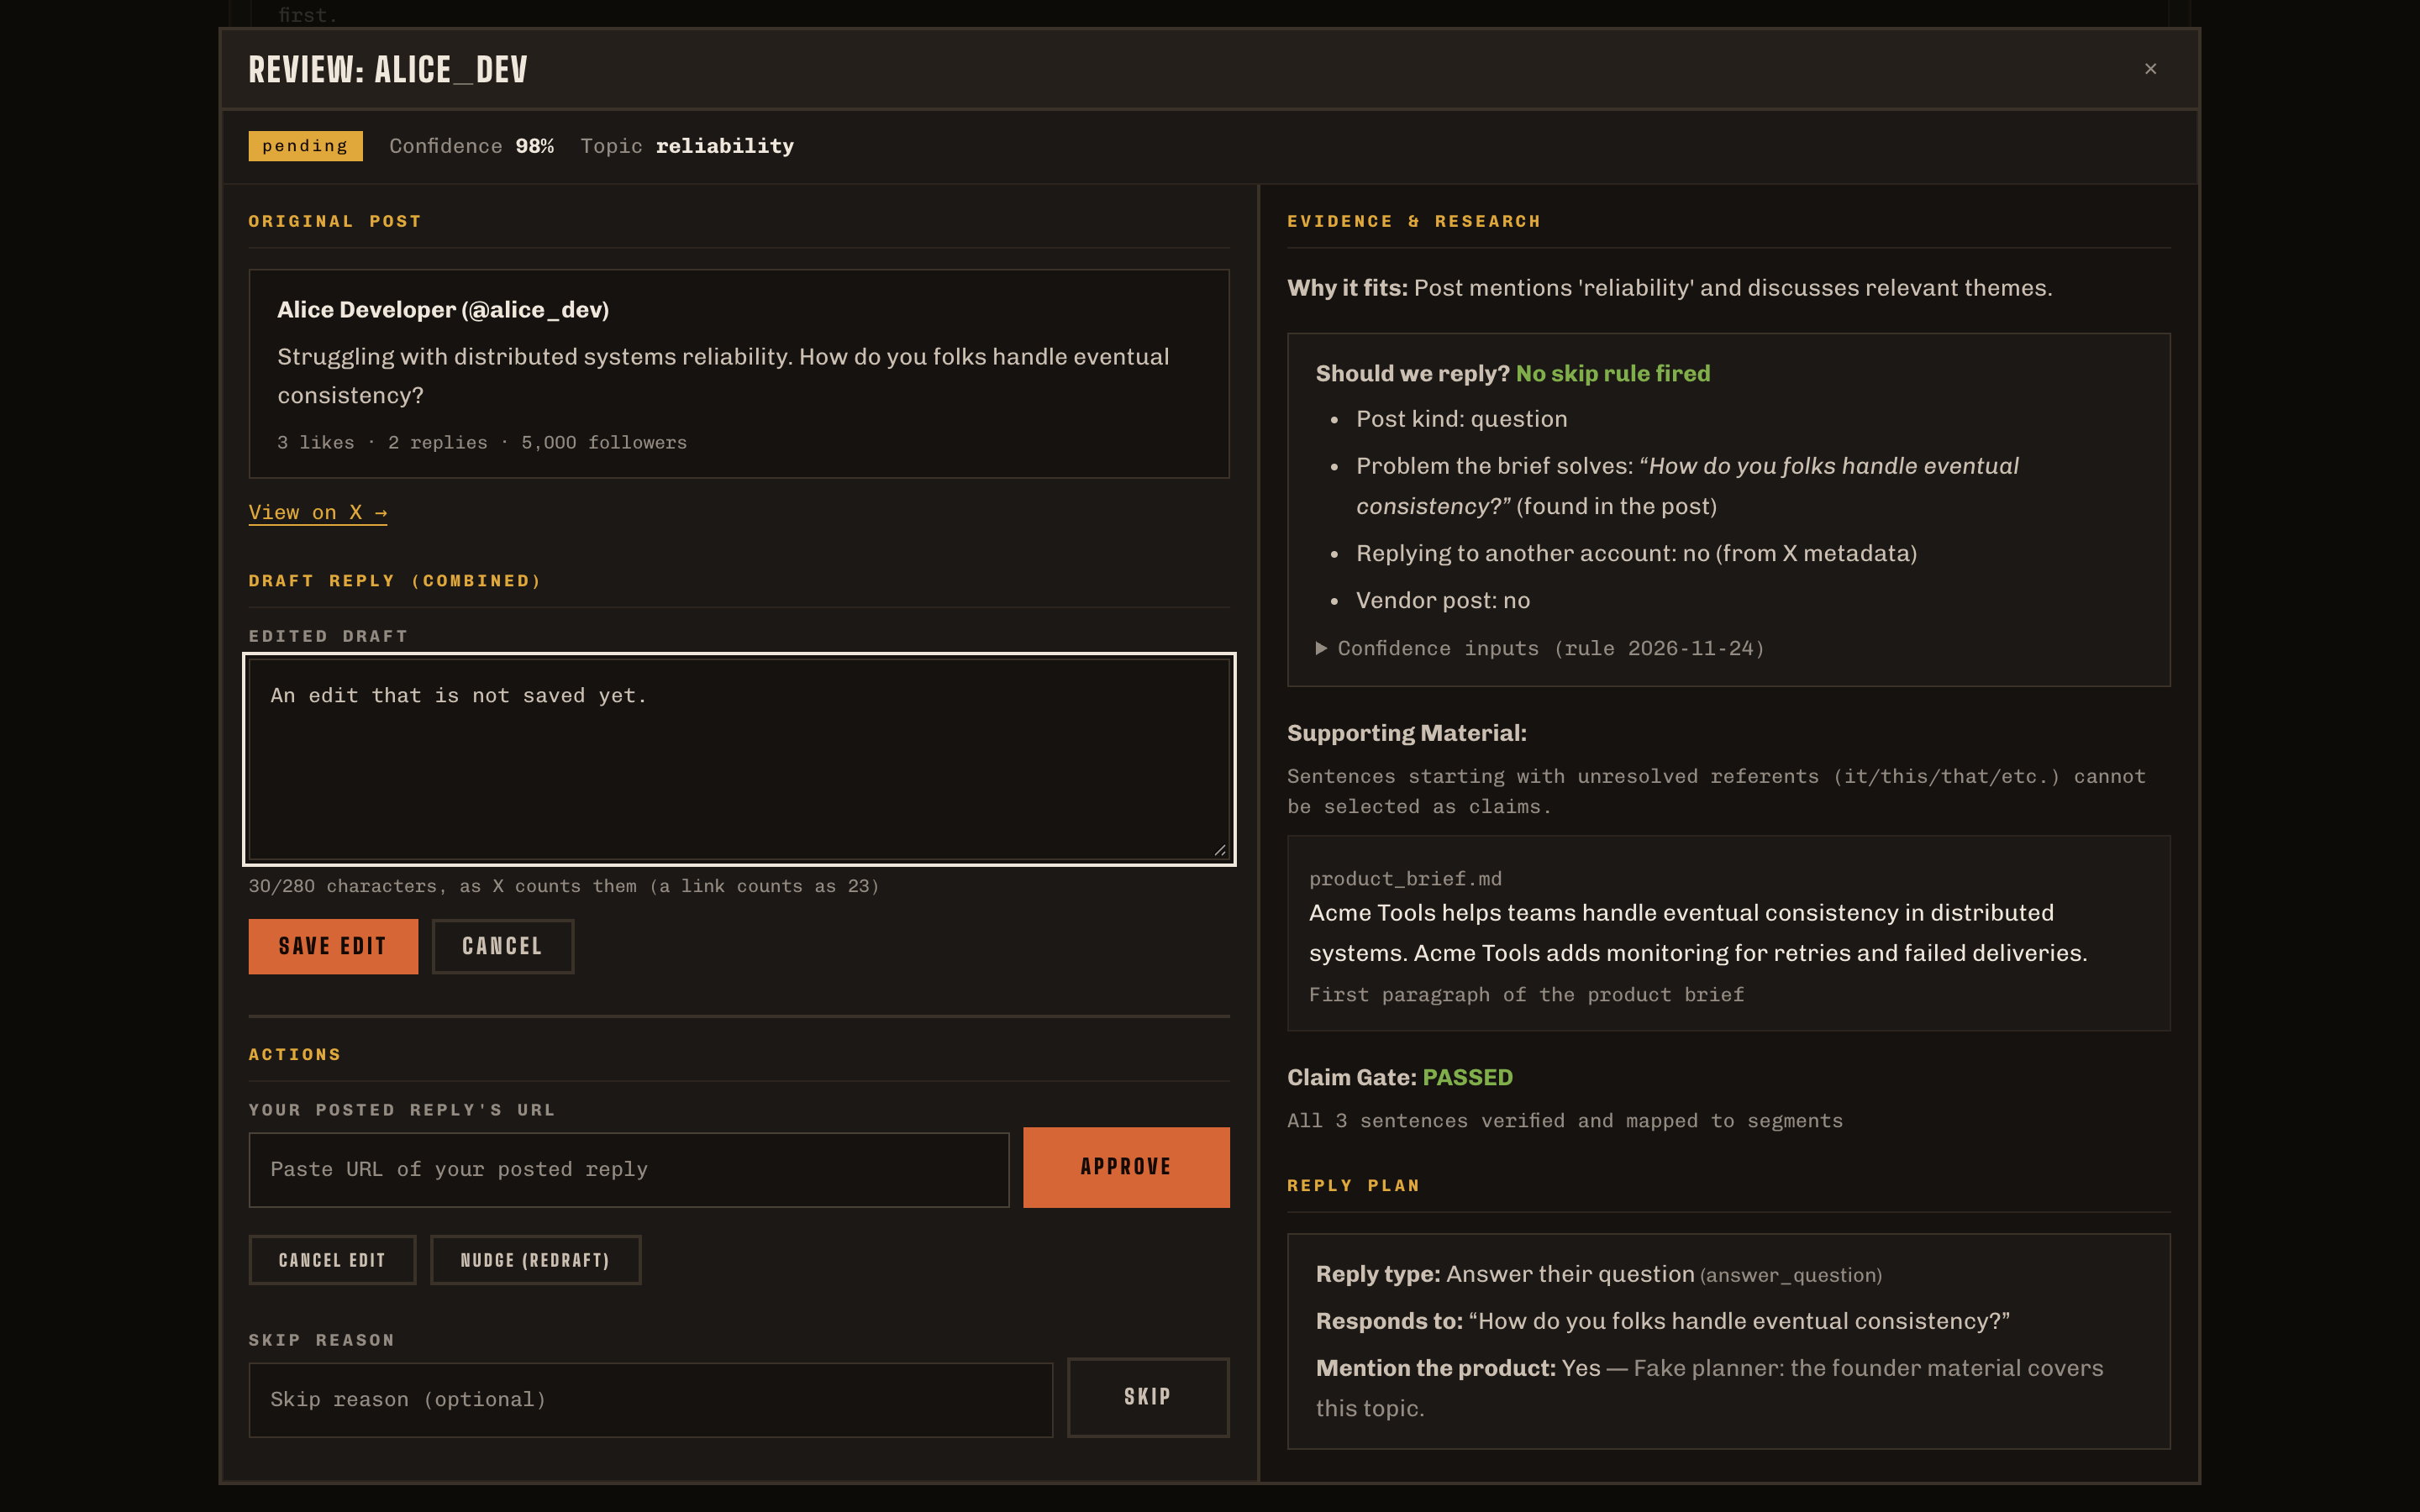 first.
REVIEW: ALICE_DEV
×
pending Confidence 98% Topic reliability
ORIGINAL POST
Alice Developer (@alice_dev)
Struggling with distributed systems reliability. How do you folks handle eventual
consistency?
3 likes · 2 replies · 5,000 followers
View on X →
DRAFT REPLY (COMBINED)
EDITED DRAFT
An edit that is not saved yet.
30/280 characters, as X counts them (a link counts as 23)
SAVE EDIT CANCEL
ACTIONS
YOUR POSTED REPLY'S URL
Paste URL of your posted reply APPROVE
CANCEL EDIT NUDGE (REDRAFT)
SKIP REASON
Skip reason (optional) SKIP
EVIDENCE & RESEARCH
Why it fits: Post mentions 'reliability' and discusses relevant themes.
Should we reply? No skip rule fired
• Post kind: question
• Problem the brief solves: “How do you folks handle eventual
consistency?” (found in the post)
• Replying to another account: no (from X metadata)
• Vendor post: no
▶ Confidence inputs (rule 2026-11-24)
Supporting Material:
Sentences starting with unresolved referents (it/this/that/etc.) cannot
be selected as claims.
product_brief.md
Acme Tools helps teams handle eventual consistency in distributed
systems. Acme Tools adds monitoring for retries and failed deliveries.
First paragraph of the product brief
Claim Gate: PASSED
All 3 sentences verified and mapped to segments
REPLY PLAN
Reply type: Answer their question (answer_question)
Responds to: “How do you folks handle eventual consistency?”
Mention the product: Yes — Fake planner: the founder material covers
this topic.